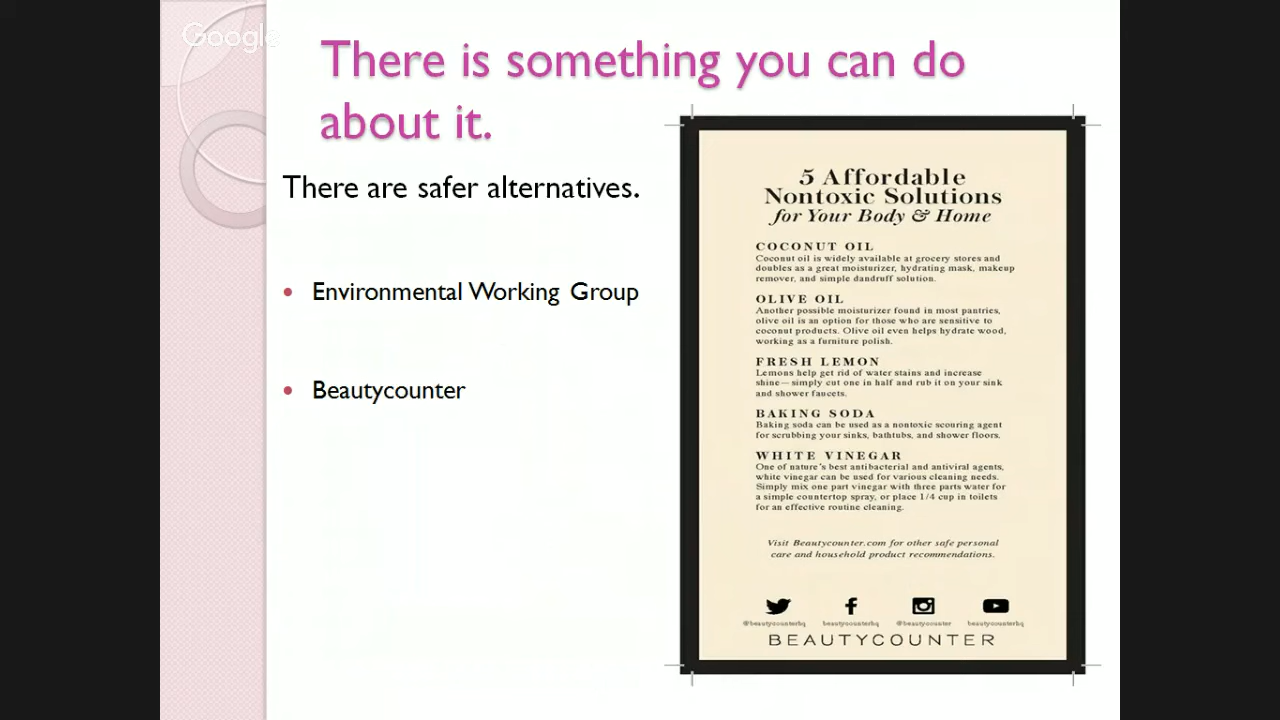 Google
There is something you can do
about it.
There are safer alternatives.
• Environmental Working Group
• Beautycounter
5 Affordable
Nontoxic Solutions
for Your Body & Home
COCONUT OIL
Coconut oil is widely available at grocery stores and
doubles as a great moisturizer, hydrating mask, makeup
remover, and simple dandruff solution.
OLIVE OIL
Another possible moisturizer found in most pantries,
olive oil is an option for those who are sensitive to
coconut products. Olive oil even helps hydrate wood,
working as a furniture polish.
FRESH LEMON
Lemons help get rid of water stains and increase
shine—simply cut one in half and rub it on your sink
and shower faucets.
BAKING SODA
Baking soda can be used as a nontoxic scouring agent
for scrubbing your sinks, bathtubs, and shower floors.
WHITE VINEGAR
One of nature's best antibacterial and antiviral agents,
white vinegar can be used for various cleaning needs.
Simply mix one part vinegar with three parts water for
a simple countertop spray, or place 1/4 cup in toilets
for an effective routine cleaning.
Visit Beautycounter.com for other safe personal
care and household product recommendations.
@beautycounterhq beautycounterhq @beautycounter beautycounterhq
BEAUTYCOUNTER